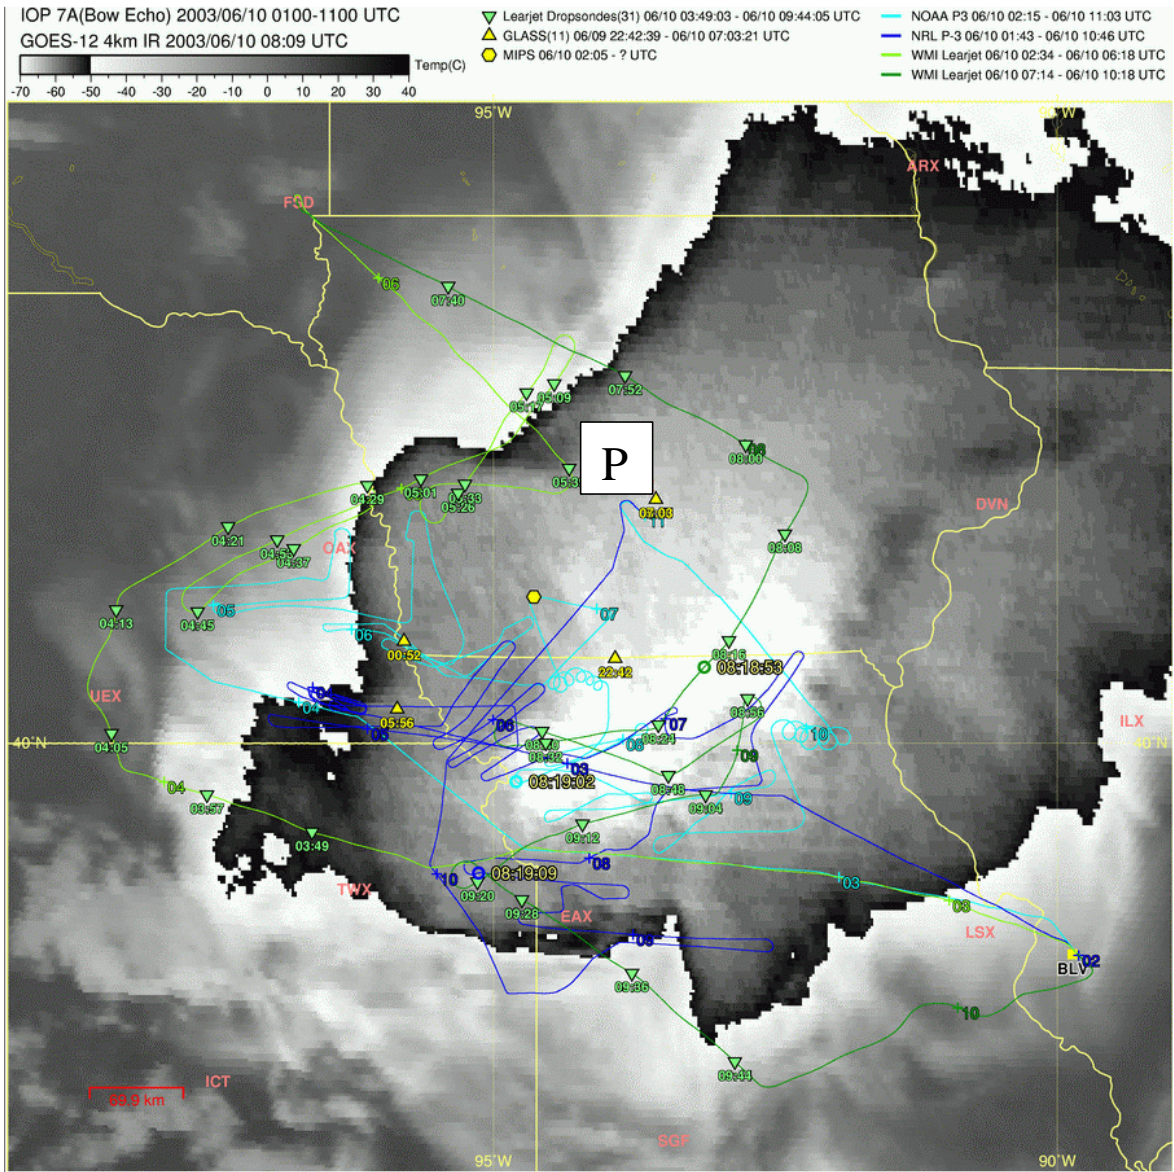 IOP 7A(Bow Echo) 2003/06/10 0100-1100 UTC
GOES-12 4km IR 2003/06/10 08:09 UTC
Temp(C)
-70 -60 -50 -40 -30 -20 -10 0 10 20 30 40
Learjet Dropsondes(31) 06/10 03:49:03 - 06/10 09:44:05 UTC
GLASS(11) 06/09 22:42:39 - 06/10 07:03:21 UTC
MIPS 06/10 02:05 - ? UTC
NOAA P3 06/10 02:15 - 06/10 11:03 UTC
NRL P-3 06/10 01:43 - 06/10 10:46 UTC
WMI Learjet 06/10 02:34 - 06/10 06:18 UTC
WMI Learjet 06/10 07:14 - 06/10 10:18 UTC
95°W 90°W
ARX
FSD
06
07:40
07:52
05:09
05:17
08:00
P
05:01
04:29
05:33
05:26
07:03
11
DVN
04:21
08:08
OAX
04:37
04:13
04:45
05
07
06
00:52
08:16
22:42
08:18:53
UEX
04
04
05:56
08:56
06
07
ILX
05
04:05
40°N
08:24
10
40°N
08:32
03
09
08:19:02
04
08:48
03:57
09:04
09
09:12
03:49
08
08:19:09
TWX
10
09:20
03
09:28
EAX
LSX
BLV
02
09:36
10
09:44
ICT
69.9 km
SGF
95°W 90°W